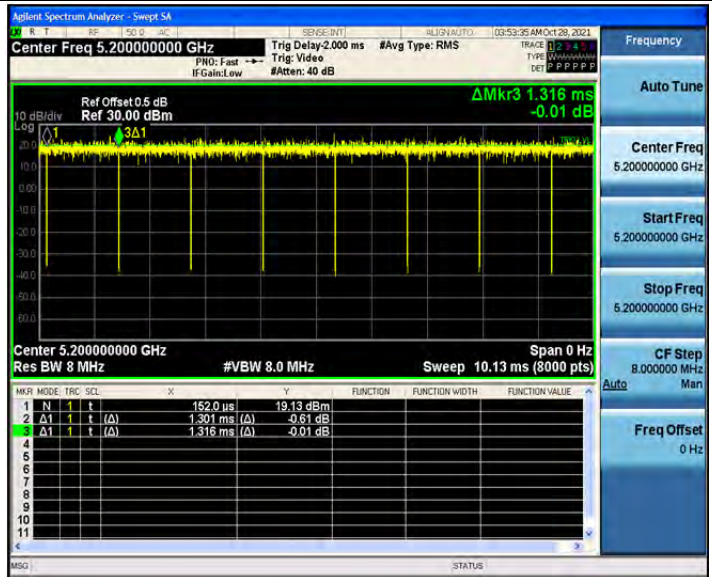 Agilent Spectrum Analyzer - Swept SA
R T RF 50 Ω AC SENSE:INT ALIGN AUTO 03:53:35 AM Oct 28, 2021
Center Freq 5.200000000 GHz
Trig Delay-2.000 ms #Avg Type: RMS
TRACE 1 2 3 4 5 6
PNO: Fast Trig: Video
TYPE
IFGain:Low #Atten: 40 dB
DET P P P P P P
Frequency
ΔMkr3 1.316 ms
-0.01 dB
Ref Offset 0.5 dB
10 dB/div Ref 30.00 dBm
Log
1
3Δ1
20.0
10.0
0.00
-10.0
-20.0
-30.0
-40.0
-50.0
-60.0
Center 5.200000000 GHz Span 0 Hz
Res BW 8 MHz #VBW 8.0 MHz Sweep 10.13 ms (8000 pts)
MKR MODE TRC SCL X Y FUNCTION FUNCTION WIDTH FUNCTION VALUE
1 N 1 t 152.0 µs 19.13 dBm
2 Δ1 1 t (Δ) 1.301 ms (Δ) -0.61 dB
3 Δ1 1 t (Δ) 1.316 ms (Δ) -0.01 dB
4
5
6
7
8
9
10
11
MSG STATUS
Auto Tune
Center Freq
5.200000000 GHz
Start Freq
5.200000000 GHz
Stop Freq
5.200000000 GHz
CF Step
8.000000 MHz
Auto Man
Freq Offset
0 Hz